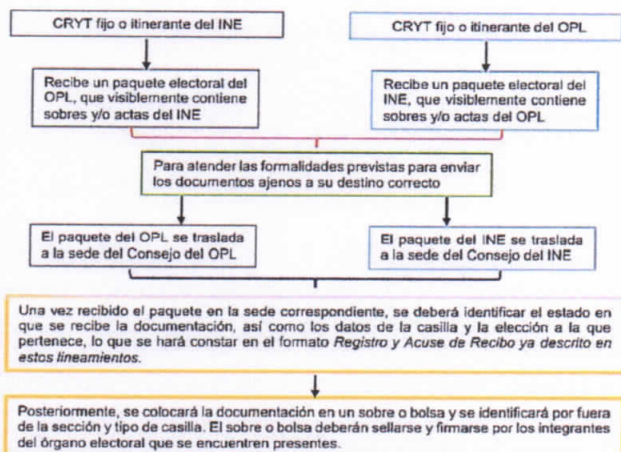 CRYT fijo o itinerante del INE
CRYT fijo o itinerante del OPL
Recibe un paquete electoral del
OPL, que visiblemente contiene
sobres y/o actas del INE
Recibe un paquete electoral del
INE, que visiblemente contiene
sobres y/o actas del OPL
Para atender las formalidades previstas para enviar
los documentos ajenos a su destino correcto
El paquete del OPL se traslada
a la sede del Consejo del OPL
El paquete del INE se traslada
a la sede del Consejo del INE
Una vez recibido el paquete en la sede correspondiente, se deberá identificar el estado en
que se recibe la documentación, así como los datos de la casilla y la elección a la que
pertenece, lo que se hará constar en el formato Registro y Acuse de Recibo ya descrito en
estos lineamientos.
Posteriormente, se colocará la documentación en un sobre o bolsa y se identificará por fuera
de la sección y tipo de casilla. El sobre o bolsa deberán sellarse y firmarse por los integrantes
del órgano electoral que se encuentren presentes.